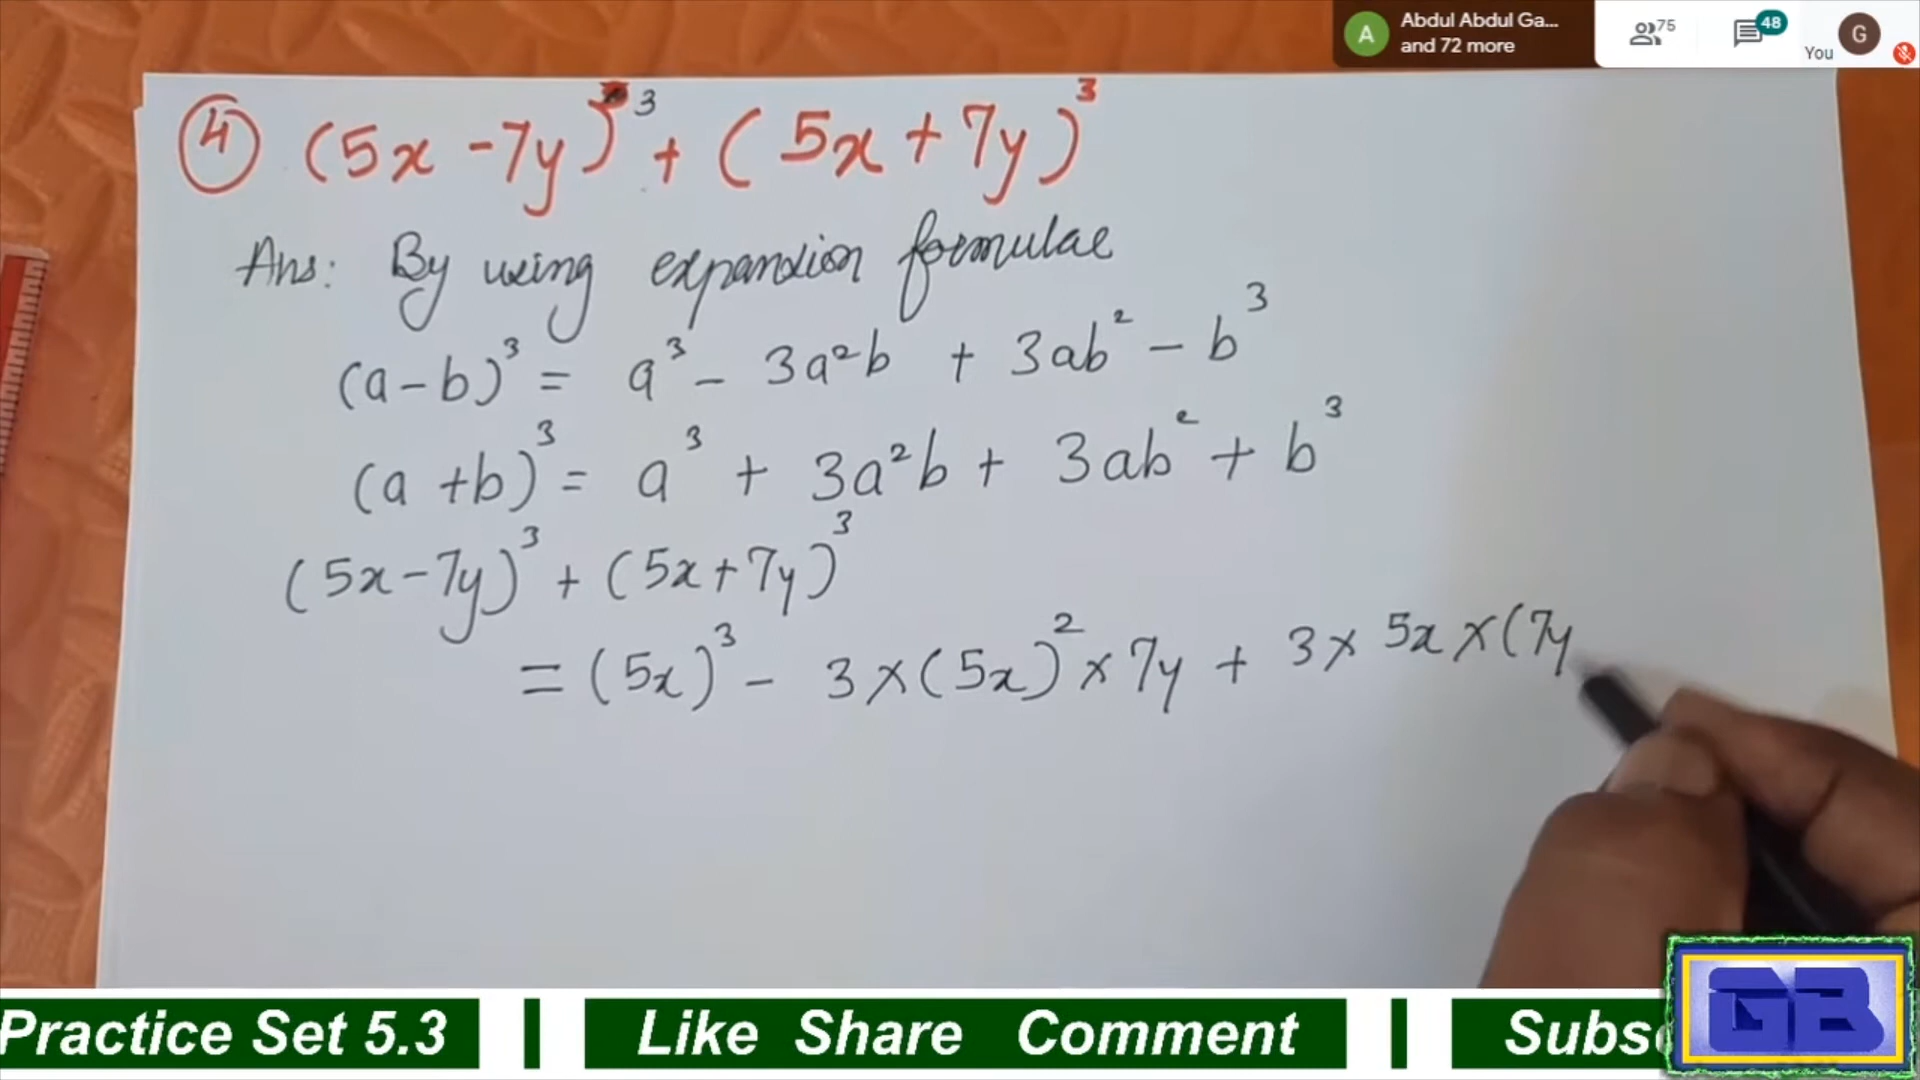 Abdul Abdul Ga...
and 72 more
A
75
48
You
G
④ (5x - 7y)³ + (5x + 7y)³
Ans: By using expansion formulae
(a - b)³ = a³ - 3a²b + 3ab² - b³
(a + b)³ = a³ + 3a²b + 3ab² + b³
(5x - 7y)³ + (5x + 7y)³
= (5x)³ - 3 × (5x)² × 7y + 3 × 5x × (7y
Practice Set 5.3 | Like Share Comment | Subs
GB